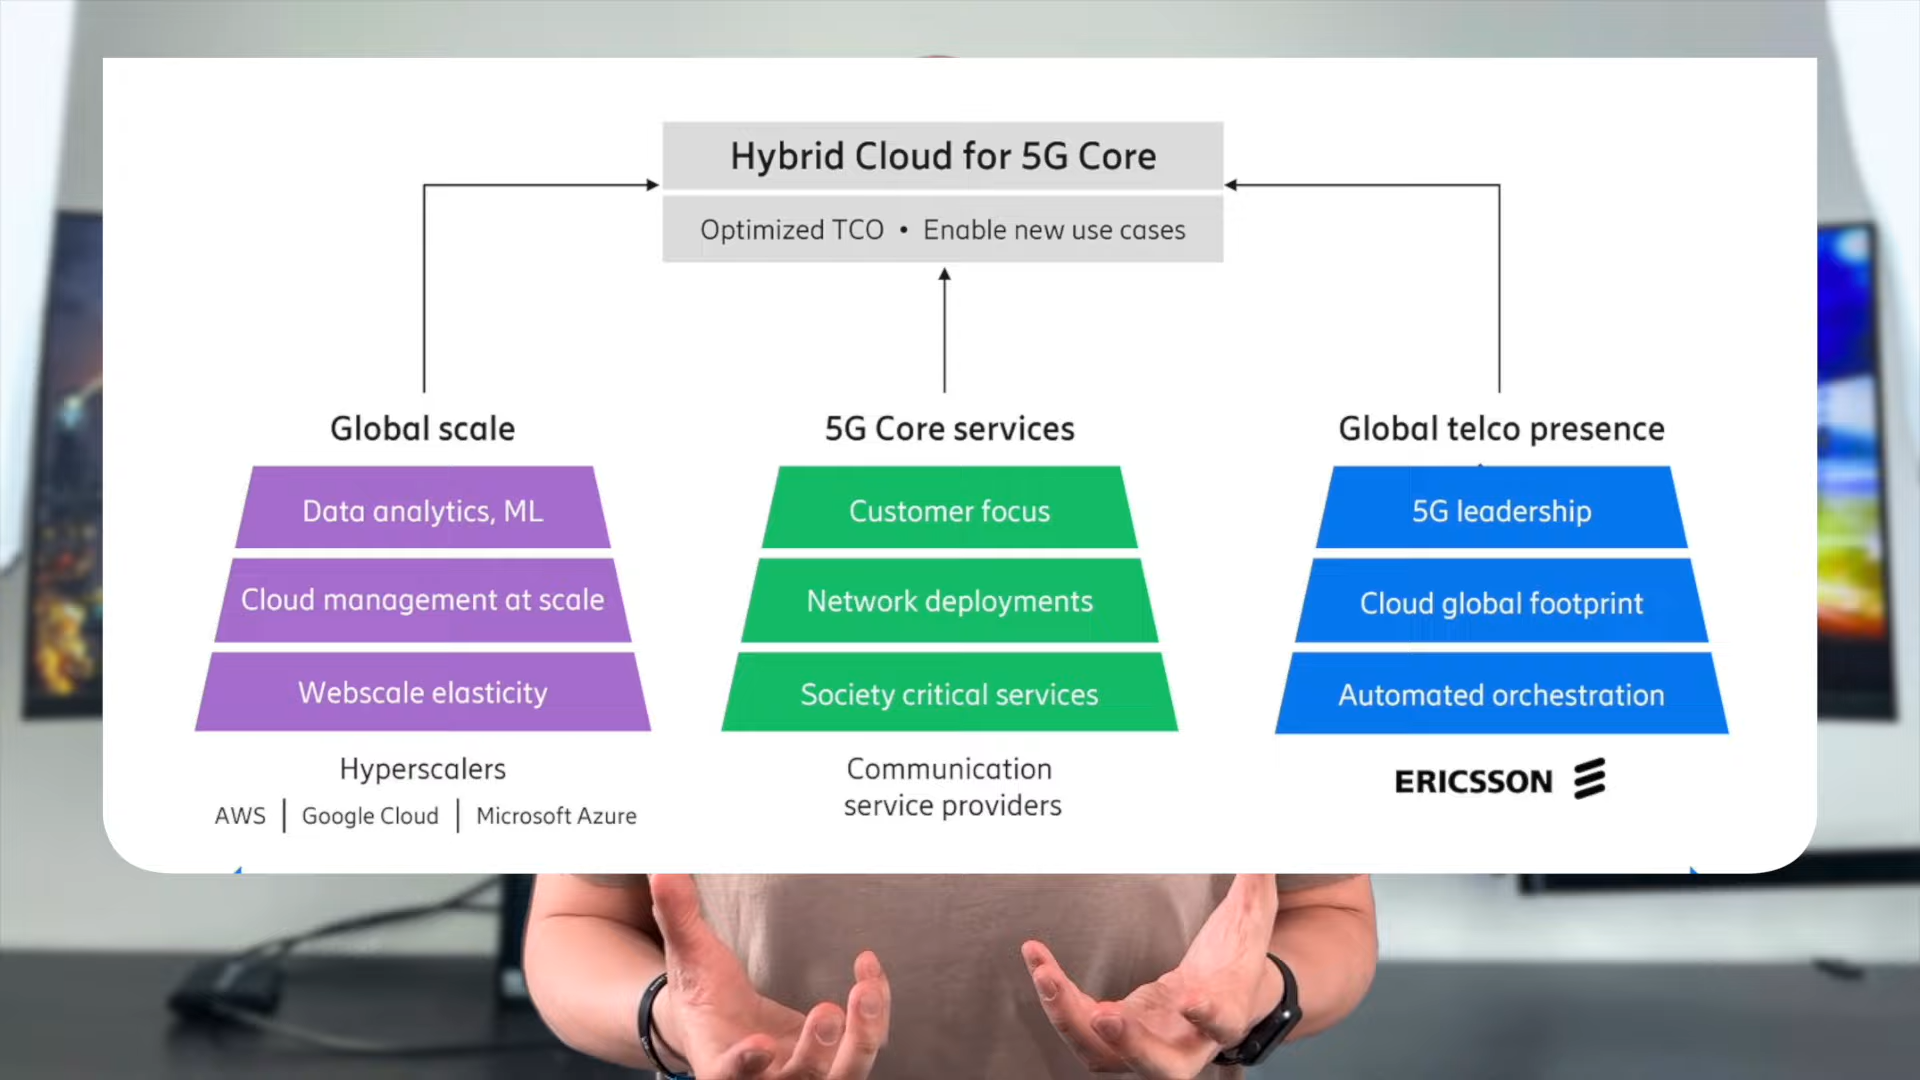 Hybrid Cloud for 5G Core
Optimized TCO • Enable new use cases
Global scale
Data analytics, ML
Cloud management at scale
Webscale elasticity
Hyperscalers
AWS | Google Cloud | Microsoft Azure
5G Core services
Customer focus
Network deployments
Society critical services
Communication
service providers
Global telco presence
5G leadership
Cloud global footprint
Automated orchestration
ERICSSON